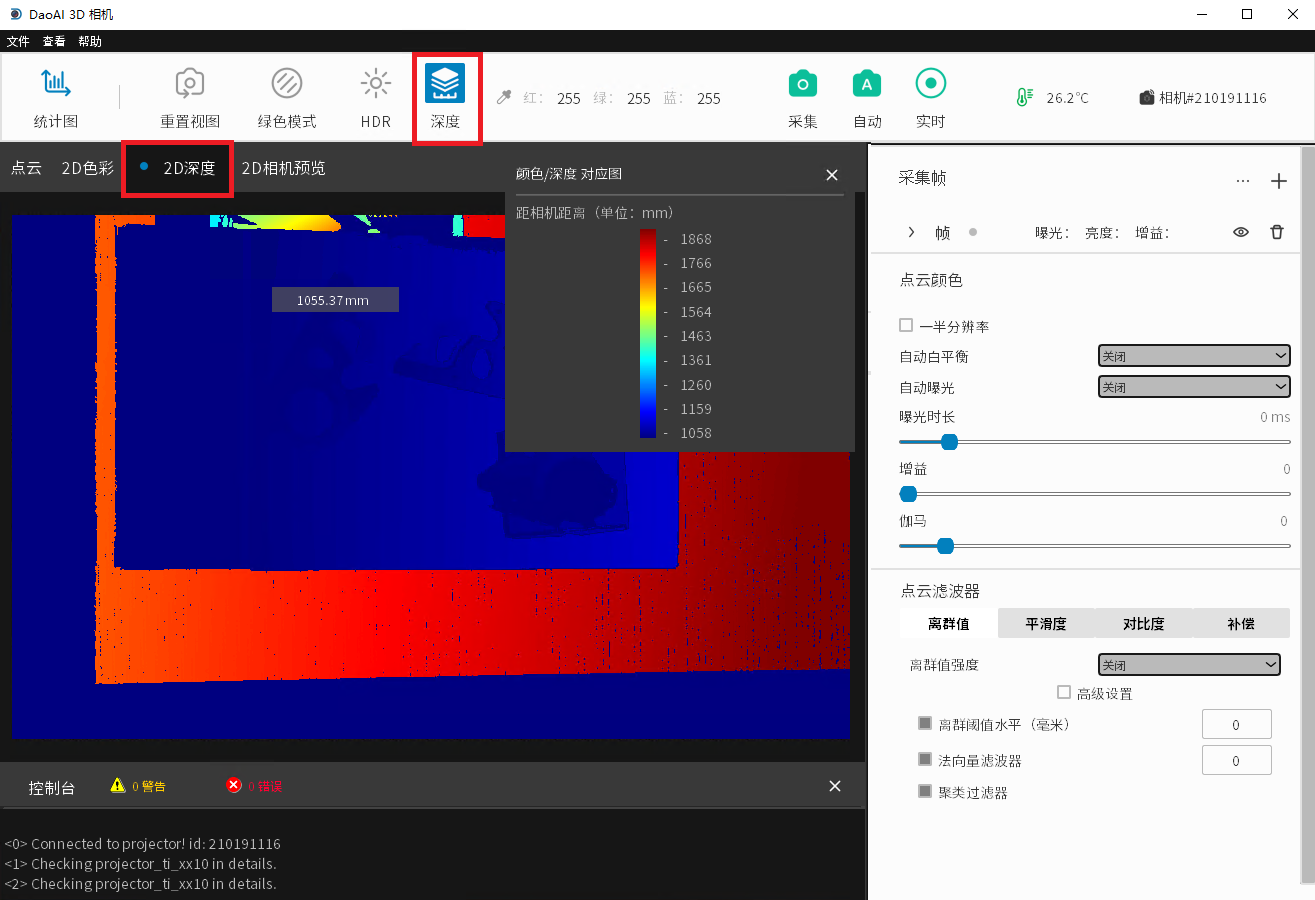 DaoAI 3D 相机
文件 查看 帮助
统计图 重置视图 绿色模式 HDR 深度 红: 255 绿: 255 蓝: 255 采集 自动 实时 26.2℃ 相机#210191116
点云 2D色彩 2D深度 2D相机预览
颜色/深度 对应图
距相机距离（单位：mm）
- 1868
- 1766
- 1665
- 1564
- 1463
- 1361
- 1260
- 1159
- 1058
1055.37mm
控制台 0 警告 0 错误
<0> Connected to projector! id: 210191116
<1> Checking projector_ti_xx10 in details.
<2> Checking projector_ti_xx10 in details.
采集帧 ...
帧 曝光: 亮度: 增益:
点云颜色
一半分辨率
自动白平衡 关闭
自动曝光 关闭
曝光时长 0 ms
增益 0
伽马 0
点云滤波器
离群值 平滑度 对比度 补偿
离群值强度 关闭
高级设置
离群阈值水平（毫米） 0
法向量滤波器 0
聚类过滤器